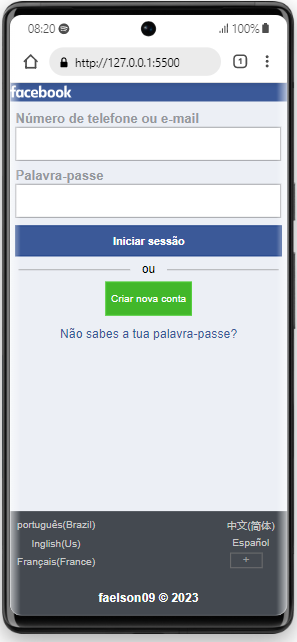 08:20 100%
http://127.0.0.1:5500 1
facebook
Número de telefone ou e-mail
Palavra-passe
Iniciar sessão
ou
Criar nova conta
Não sabes a tua palavra-passe?
português(Brazil) 中文(简体)
Inglish(Us) Español
Français(France) +
faelson09 © 2023